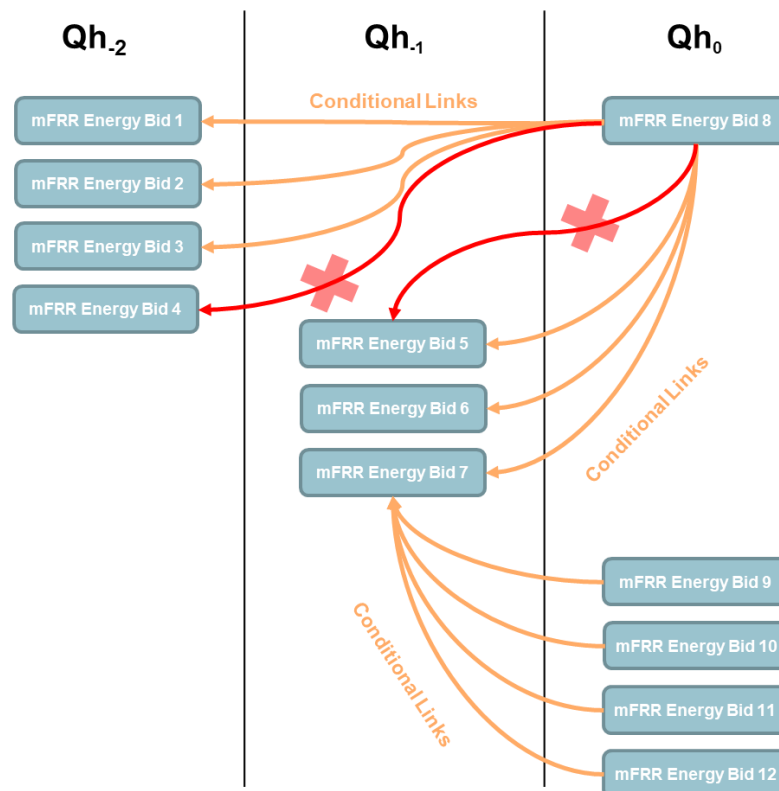 Qh-2
Qh-1
Qh0
Conditional Links
mFRR Energy Bid 1
mFRR Energy Bid 8
mFRR Energy Bid 2
mFRR Energy Bid 3
mFRR Energy Bid 4
mFRR Energy Bid 5
mFRR Energy Bid 6
Conditional Links
mFRR Energy Bid 7
mFRR Energy Bid 9
Conditional Links
mFRR Energy Bid 10
mFRR Energy Bid 11
mFRR Energy Bid 12